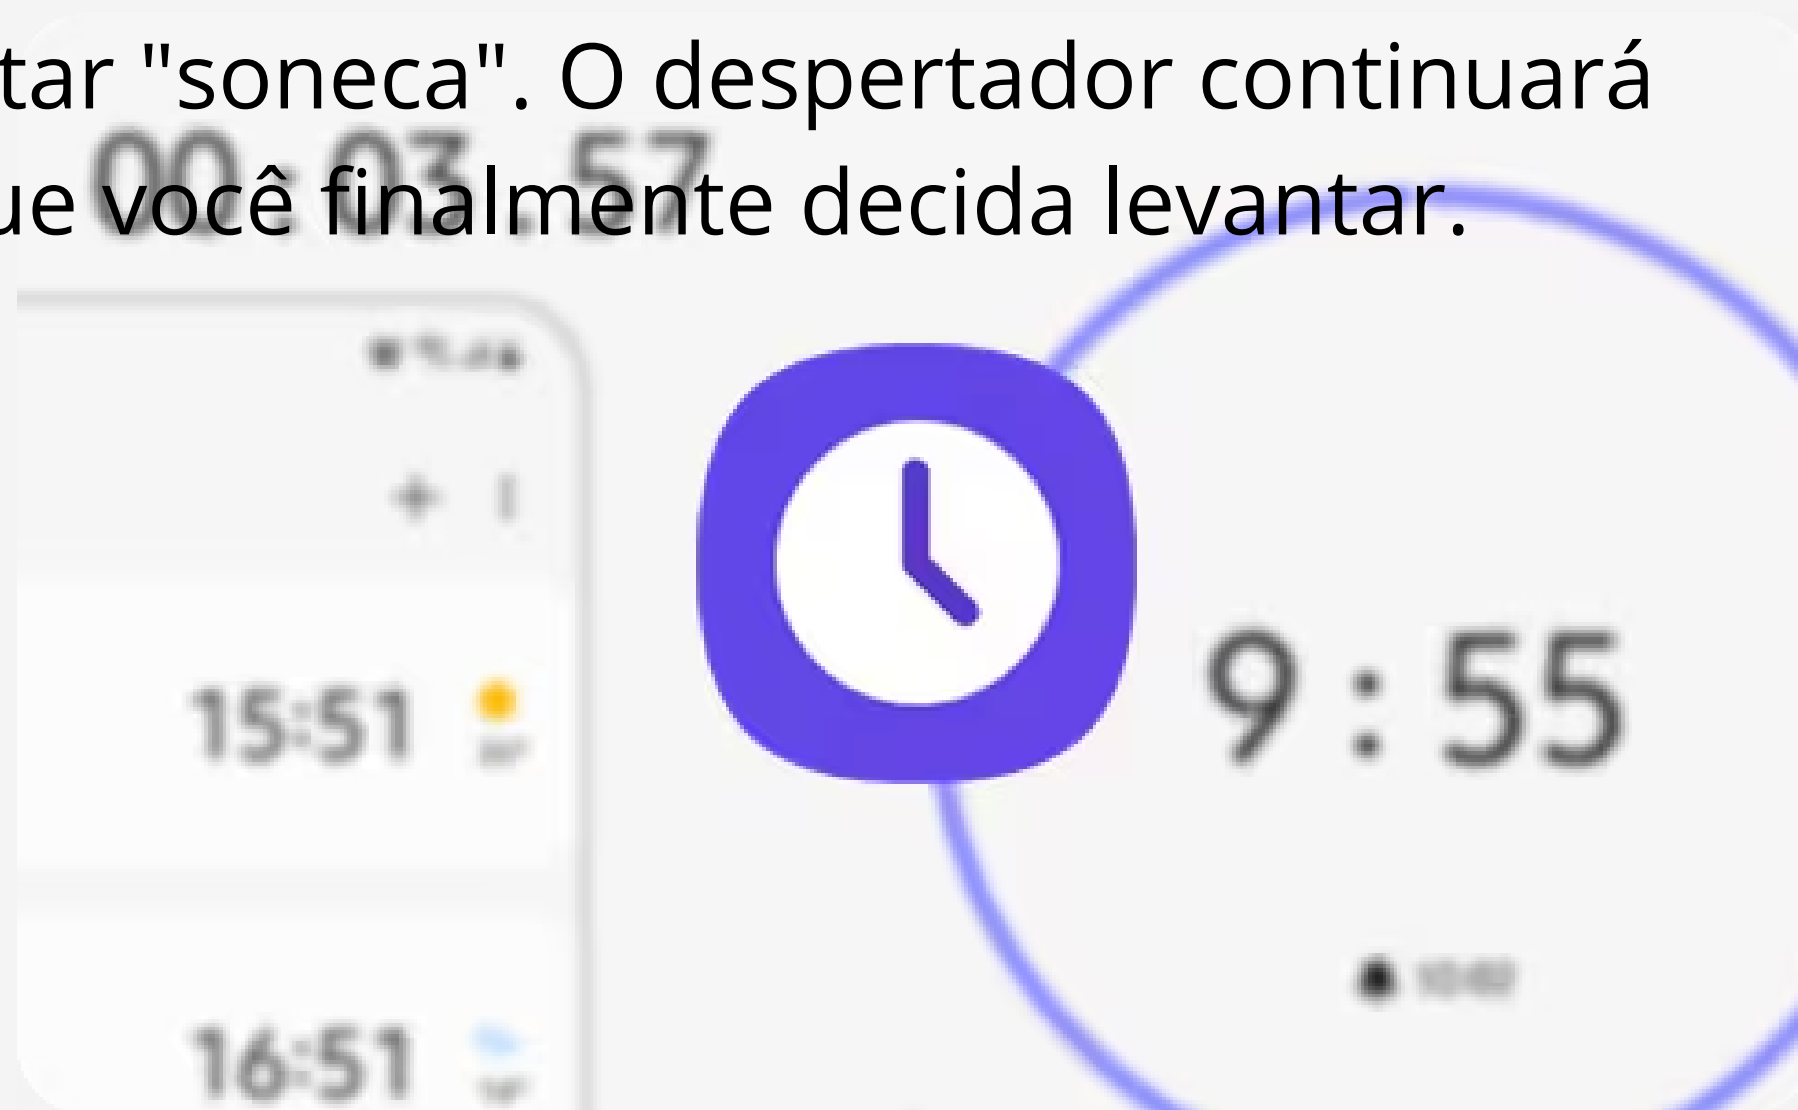 tar "soneca". O despertador continuará
00:03.57
ue você finalmente decida levantar.
15:51
9:55
16:51